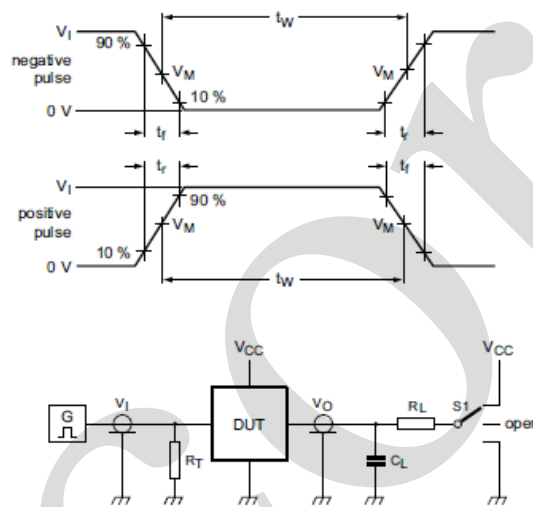 tW
VI
90 %
negative
pulse
VM
VM
10 %
0 V
tf
tr
tr
tf
VI
90 %
positive
pulse
VM
VM
10 %
0 V
tW
VCC
VCC
G
VI
DUT
VO
RL
S1
open
RT
CL